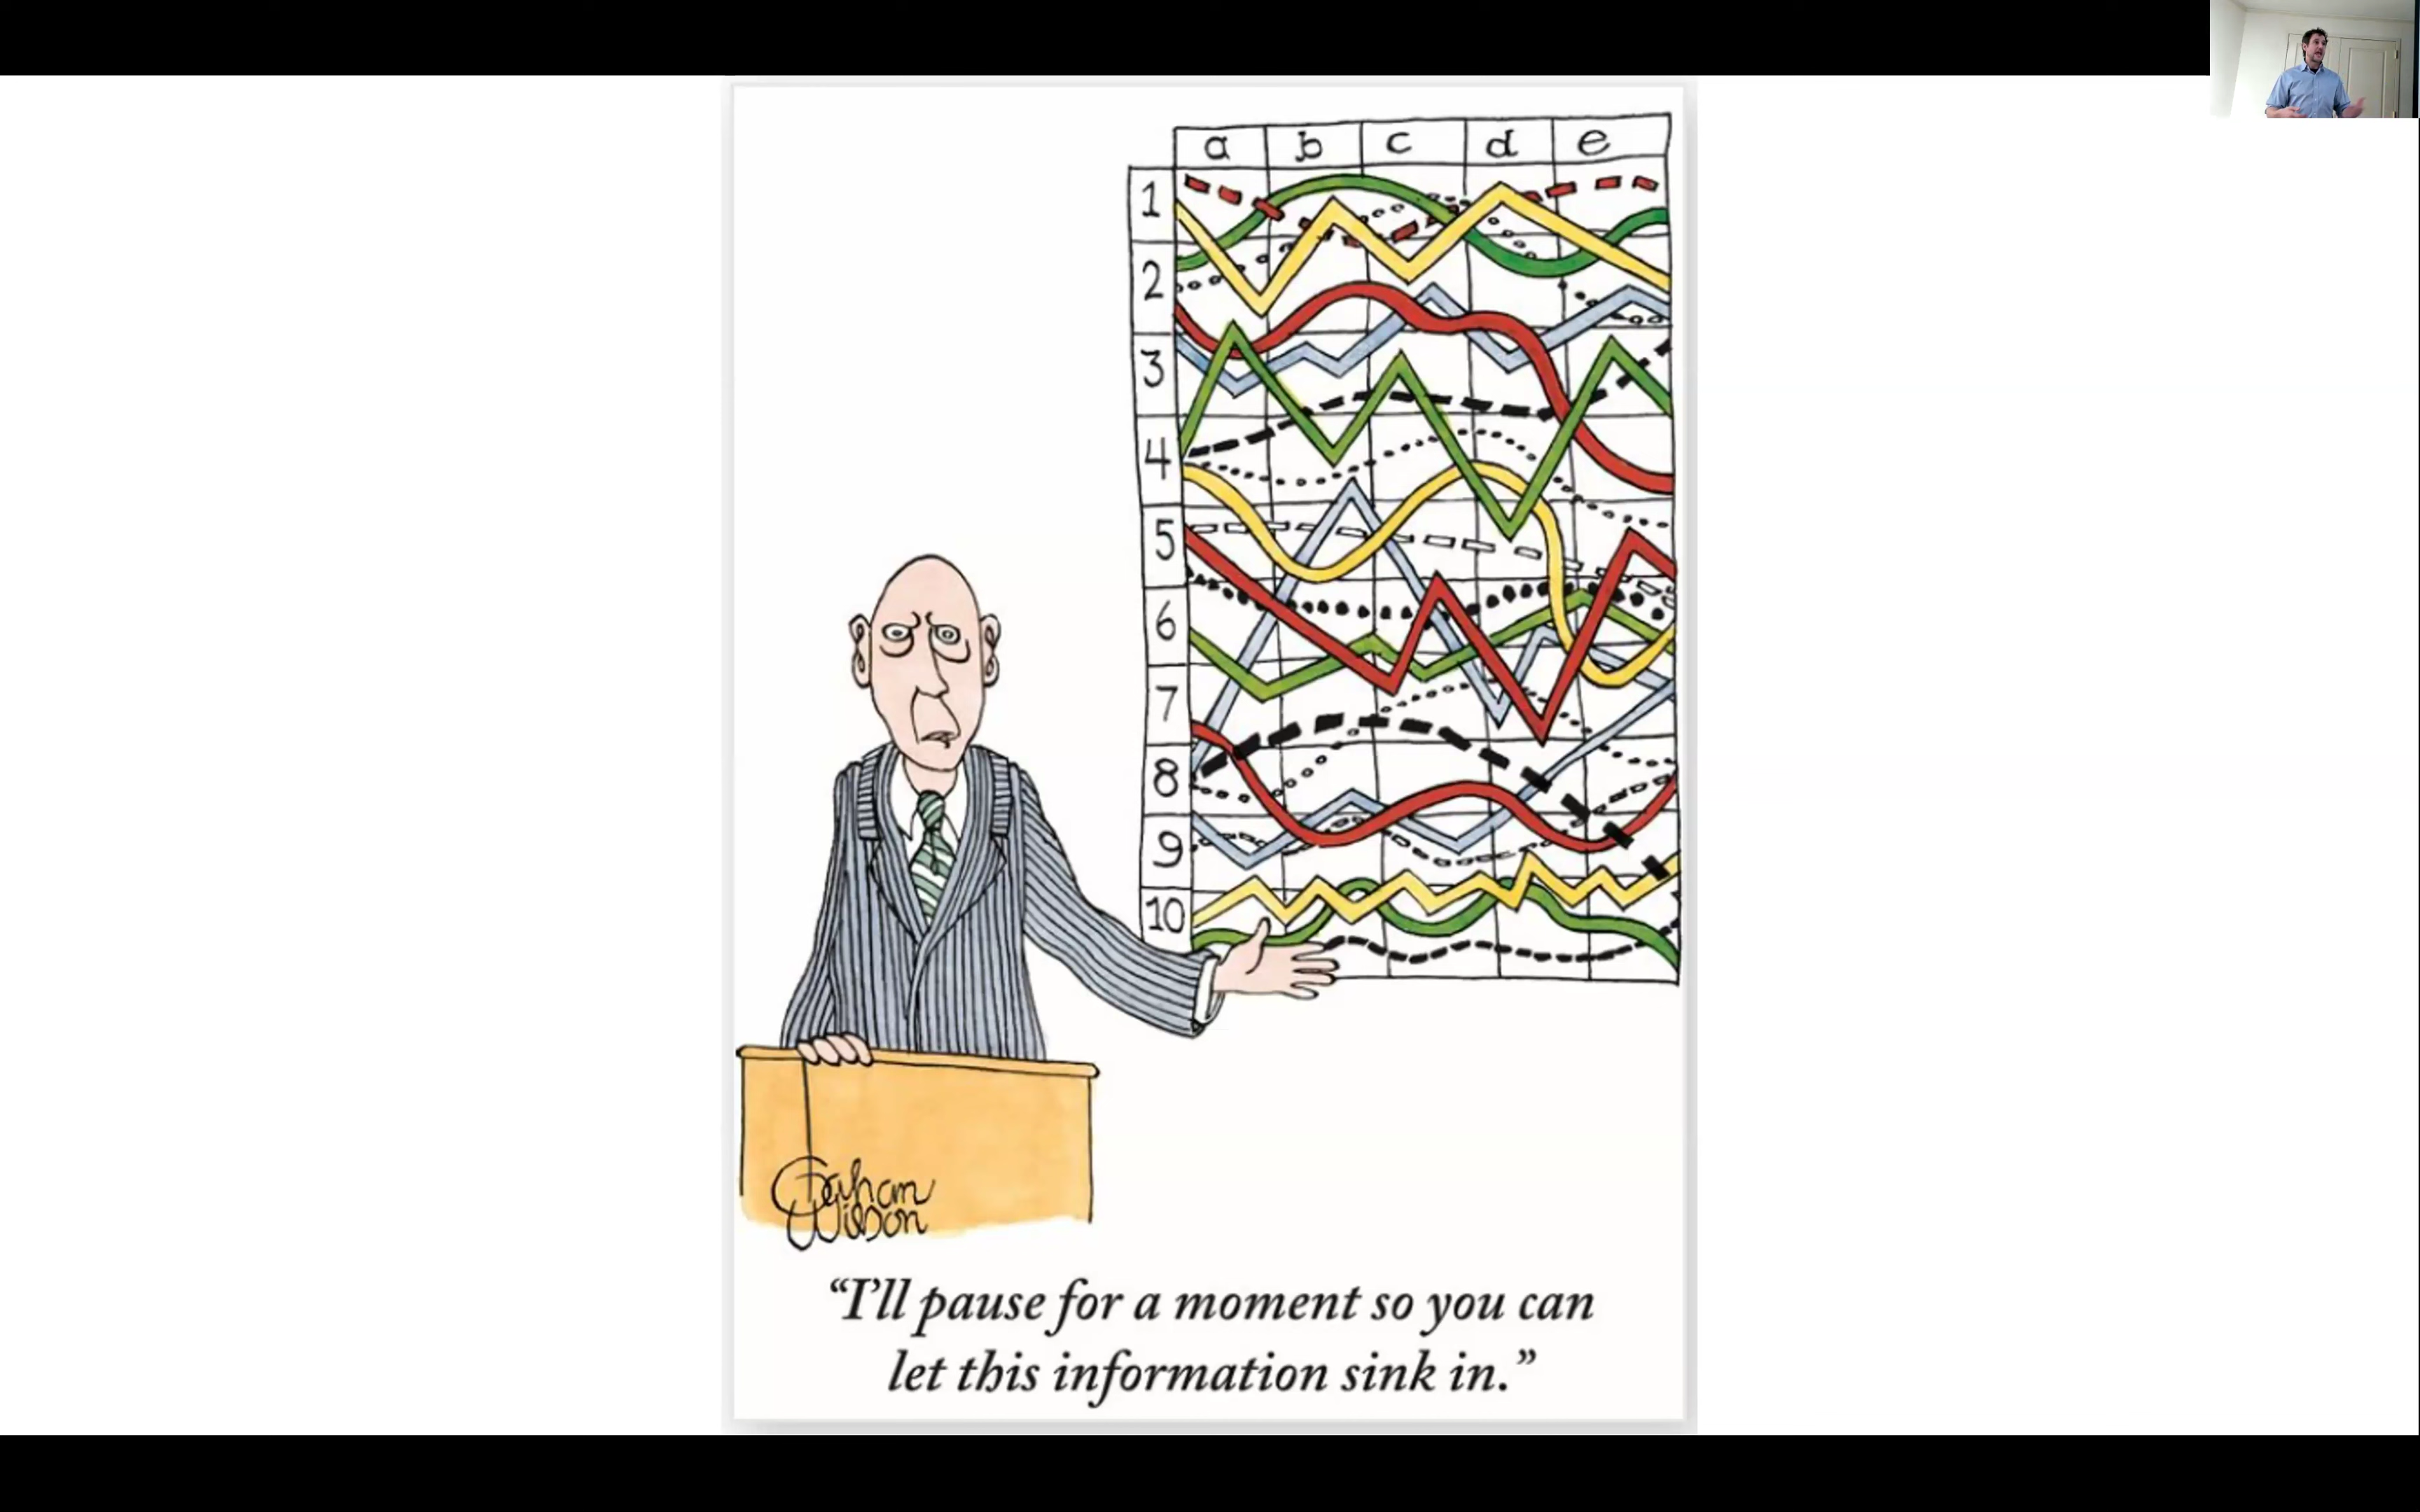 a b c d e
1
2
3
4
5
6
7
8
9
10
Gahan
Wilson
“I’ll pause for a moment so you can
let this information sink in.”